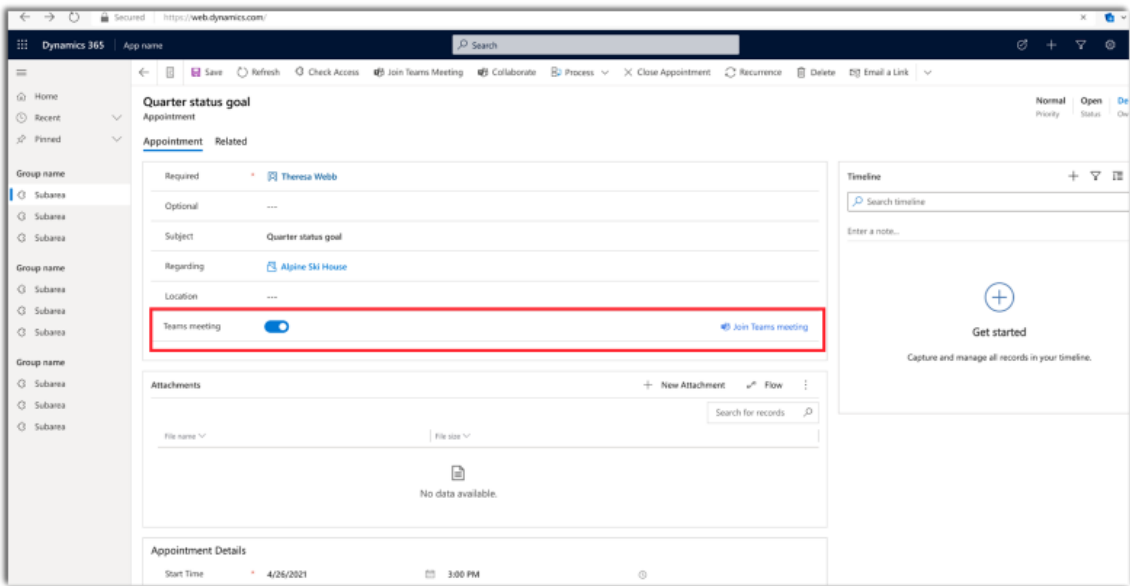 Secured https://web.dynamics.com/
Dynamics 365 App name Search
Save Refresh Check Access Join Teams Meeting Collaborate Process Close Appointment Recurrence Delete Email a Link
Home
Recent
Pinned
Group name
Subarea
Subarea
Subarea
Group name
Subarea
Subarea
Subarea
Group name
Subarea
Subarea
Subarea
Quarter status goal
Appointment
Normal Open De
Priority Status Ow
Appointment Related
Required * Theresa Webb
Optional ---
Subject Quarter status goal
Regarding Alpine Ski House
Location ---
Teams meeting Join Teams meeting
Attachments New Attachment Flow
Search for records
File name File size
No data available.
Appointment Details
Start Time * 4/26/2021 3:00 PM
Timeline
Search timeline
Enter a note...
Get started
Capture and manage all records in your timeline.